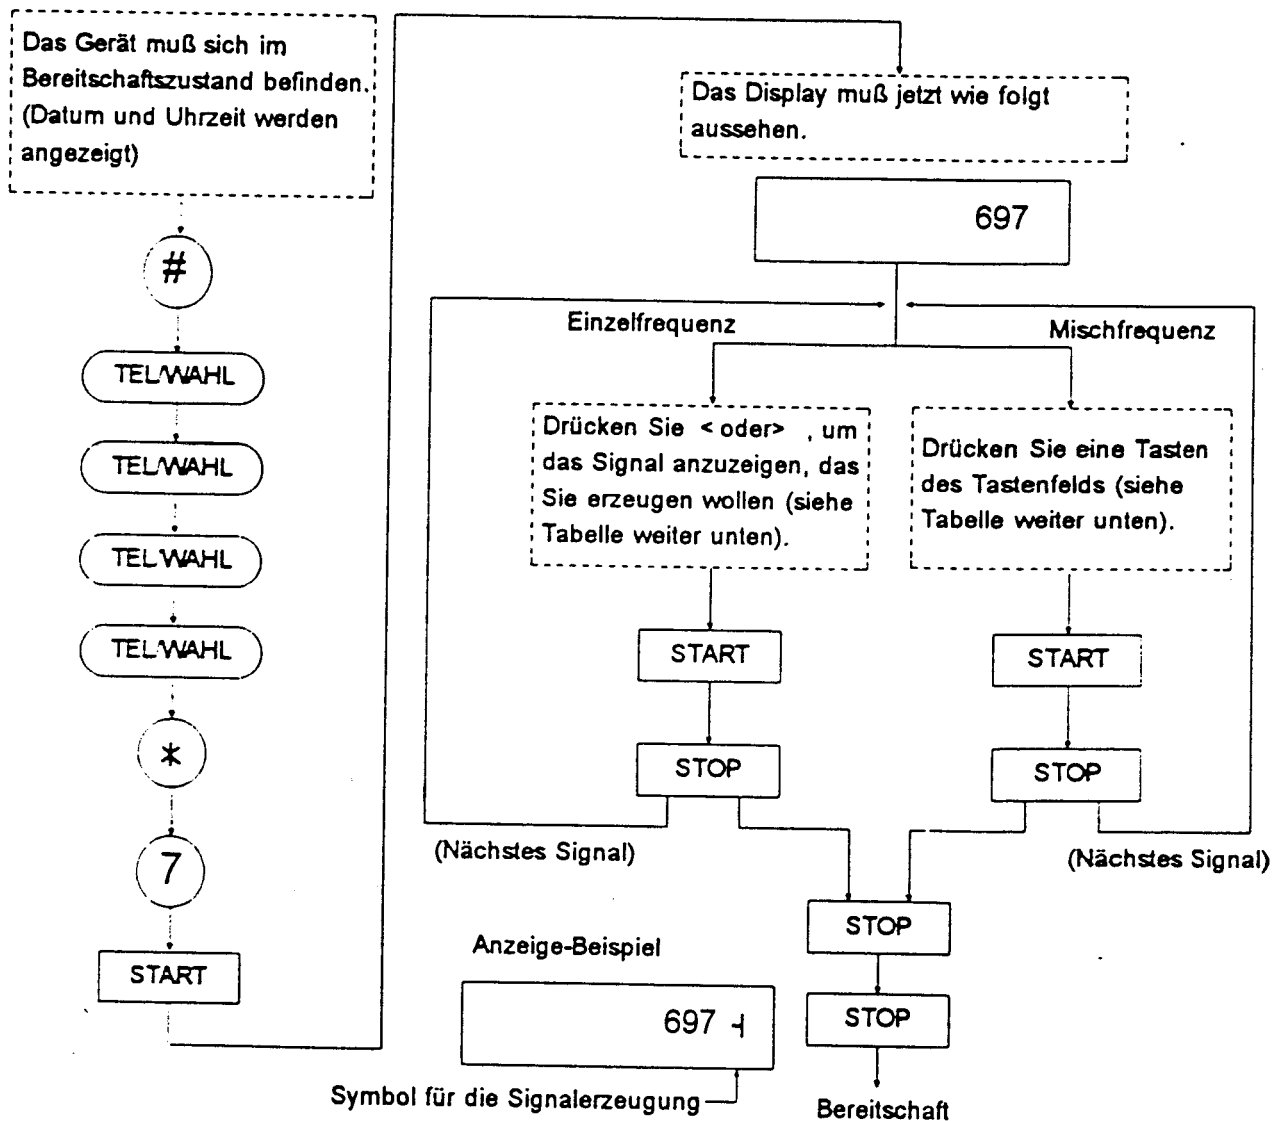 Das Gerät muß sich im
Bereitschaftszustand befinden.
(Datum und Uhrzeit werden
angezeigt)
#
TEL/WAHL
TEL/WAHL
TEL/WAHL
TEL/WAHL
*
7
START
Das Display muß jetzt wie folgt
aussehen.
697
Einzelfrequenz
Mischfrequenz
Drücken Sie < oder> , um
das Signal anzuzeigen, das
Sie erzeugen wollen (siehe
Tabelle weiter unten).
START
STOP
(Nächstes Signal)
Drücken Sie eine Tasten
des Tastenfelds (siehe
Tabelle weiter unten).
START
STOP
(Nächstes Signal)
STOP
STOP
Bereitschaft
Anzeige-Beispiel
697 ⊣
Symbol für die Signalerzeugung